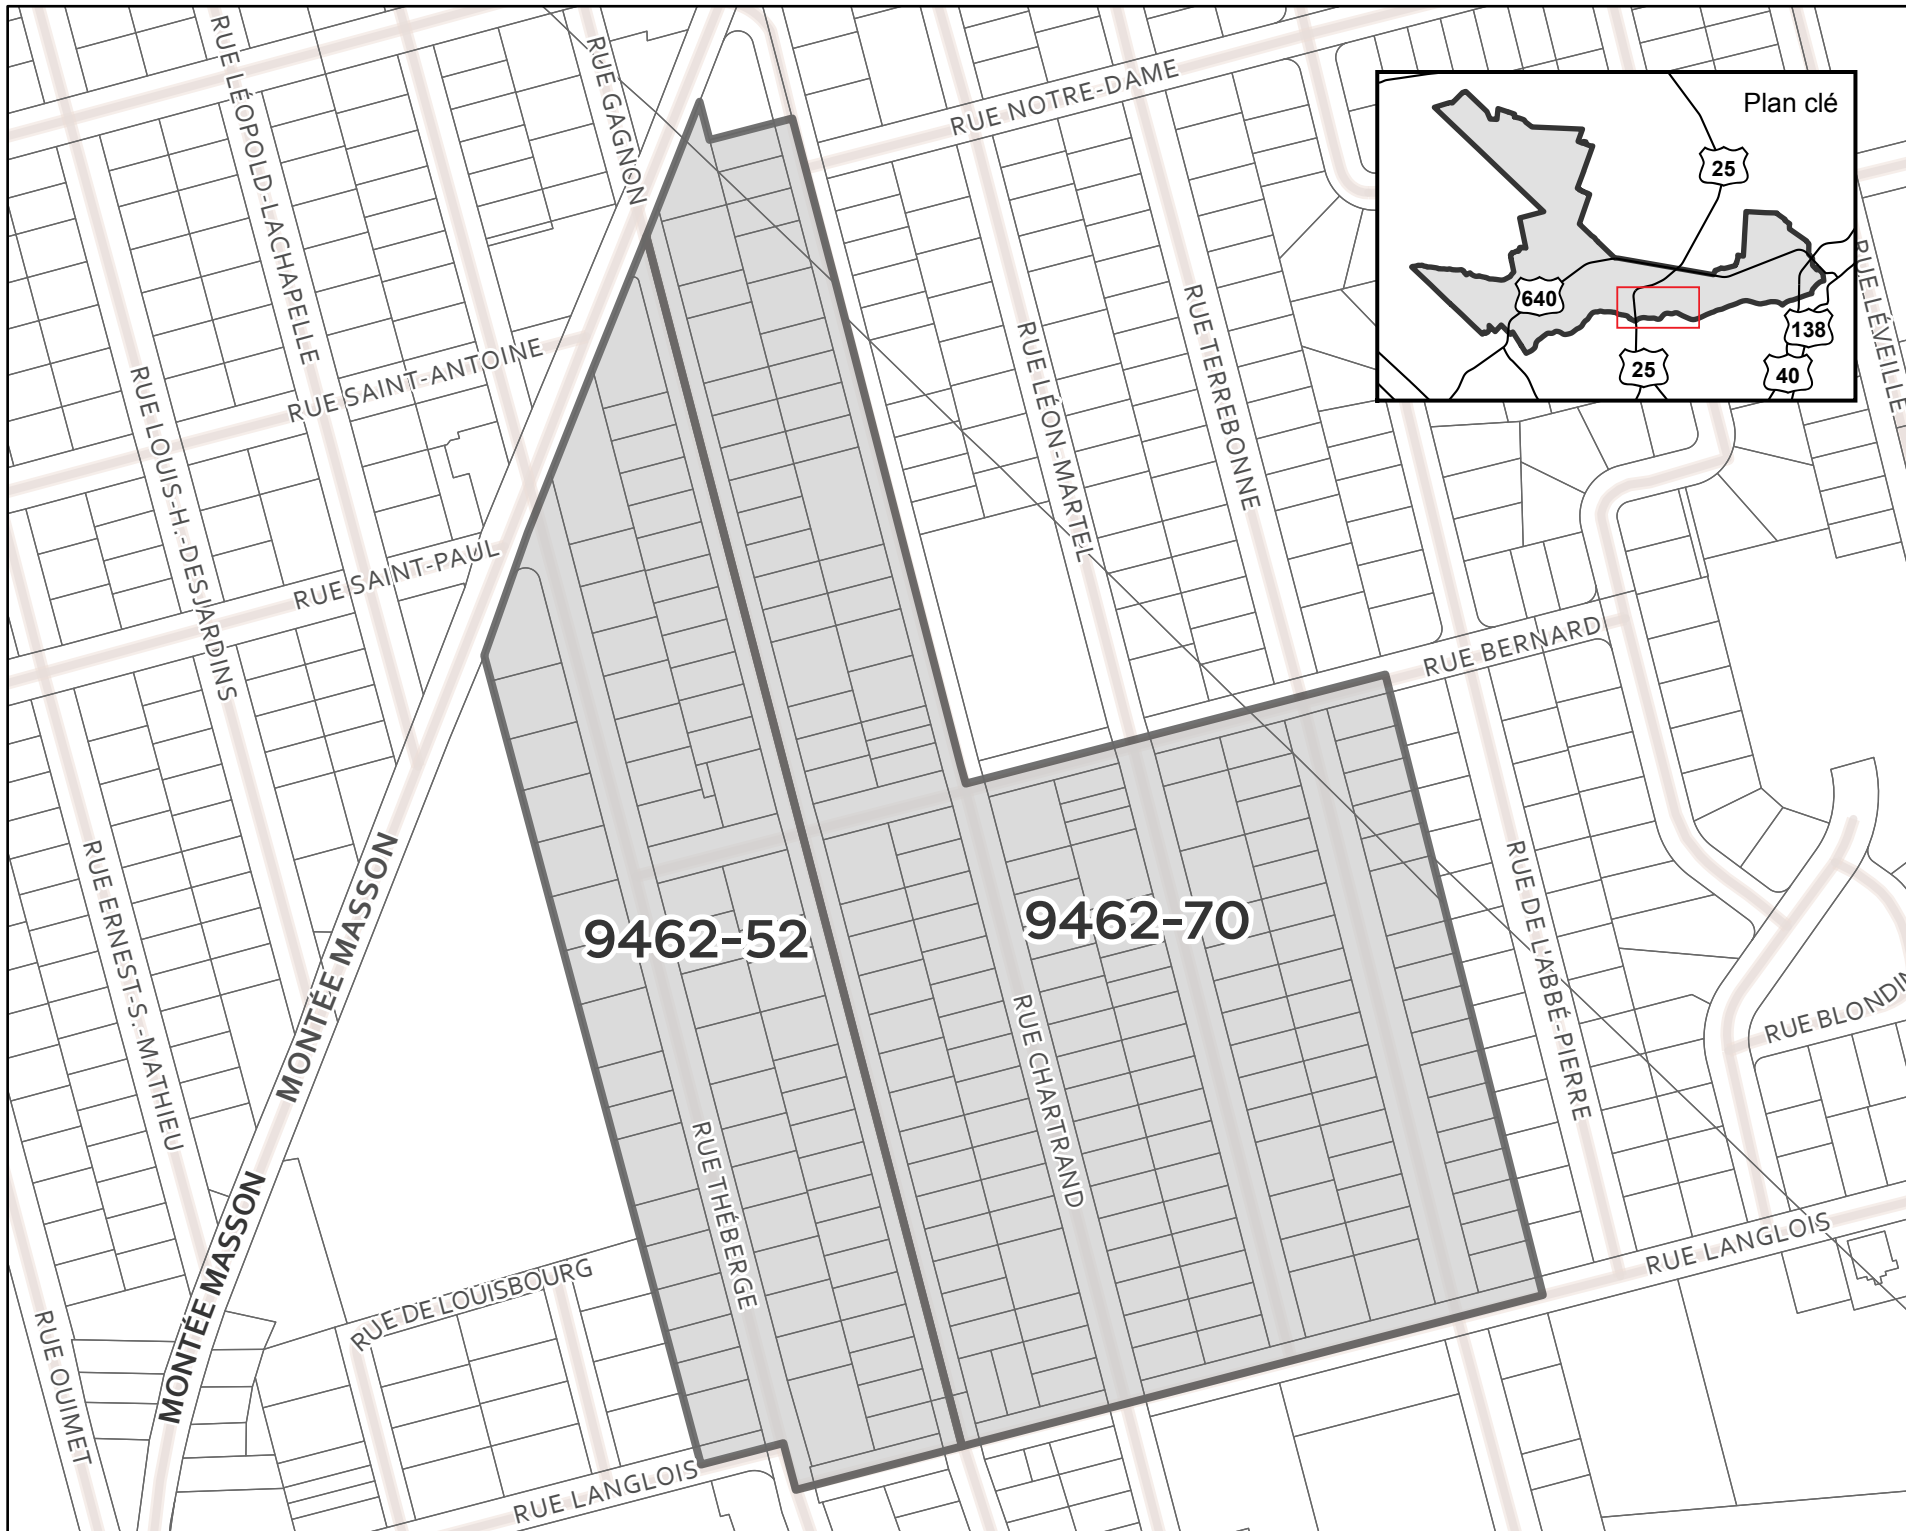 RUE LÉOPOLD-LACHAPELLE
RUE GAGNON
RUE NOTRE-DAME
Plan clé
25
640
138
25
40
RUE LÉVEILLÉ
RUE TERREBONNE
RUE LÉON-MARTEL
RUE SAINT-ANTOINE
RUE LOUIS-H.-DESJARDINS
RUE SAINT-PAUL
RUE BERNARD
MONTÉE MASSON
RUE ERNEST-S.-MATHIEU
9462-52
9462-70
RUE DE L'ABBÉ-PIERRE
RUE BLONDIN
RUE CHARTRAND
RUE THÉBERGE
MONTÉE MASSON
RUE LANGLOIS
RUE DE LOUISBOURG
RUE OUIMET
RUE LANGLOIS